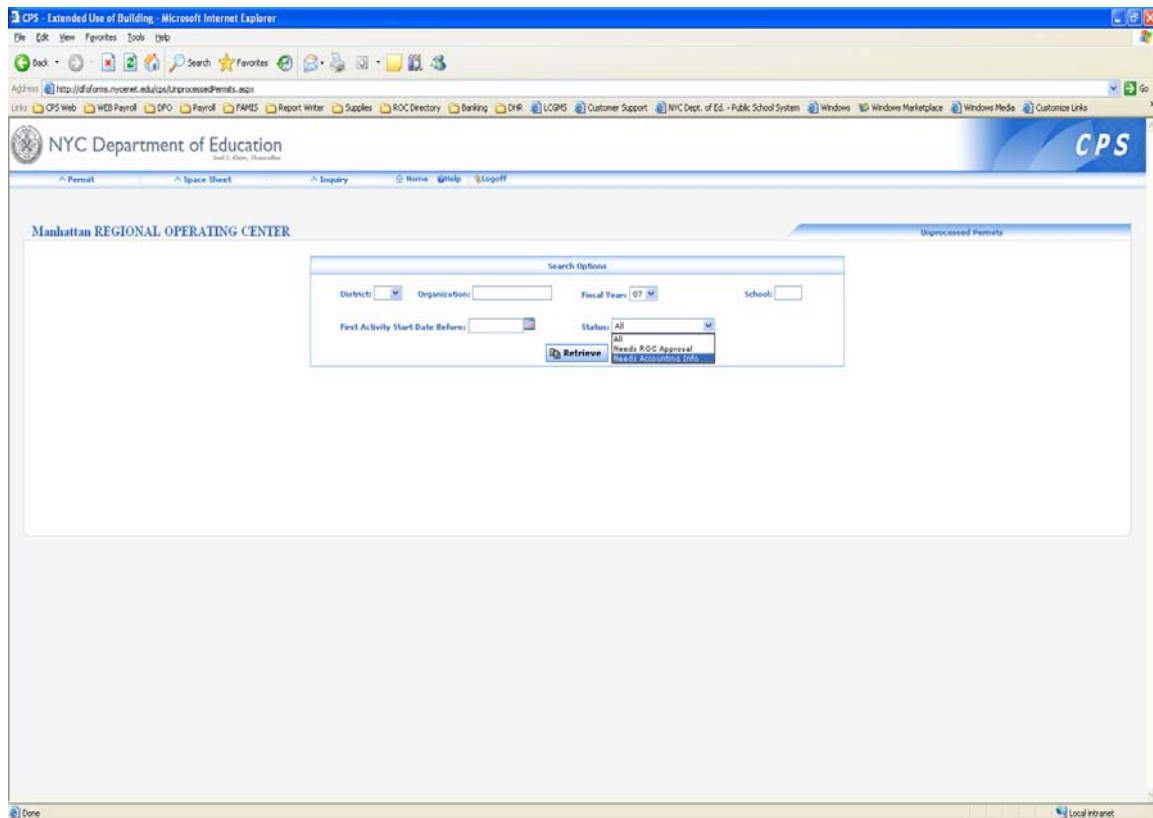 CPS - Extended Use of Building - Microsoft Internet Explorer
File Edit View Favorites Tools Help
Back Search Favorites
Address http://dfoforms.nycenet.edu/cps/UnprocessedPermits.aspx Go
Links CPS Web WEB Payroll DFO Payroll FAMIS Report Writer Supplies ROC Directory Banking DHR LCGMS Customer Support NYC Dept. of Ed. - Public School System Windows Windows Marketplace Windows Media Customize Links
NYC Department of Education CPS
Joel I. Klein, Chancellor
Permit Space Sheet Inquiry Home Help Logoff
Manhattan REGIONAL OPERATING CENTER Unprocessed Permits
Search Options
District: Organization: Fiscal Year: 07 School:
First Activity Start Date Before: Status: All
All
Retrieve Needs ROC Approval
Needs Accounting Info
Done Local intranet